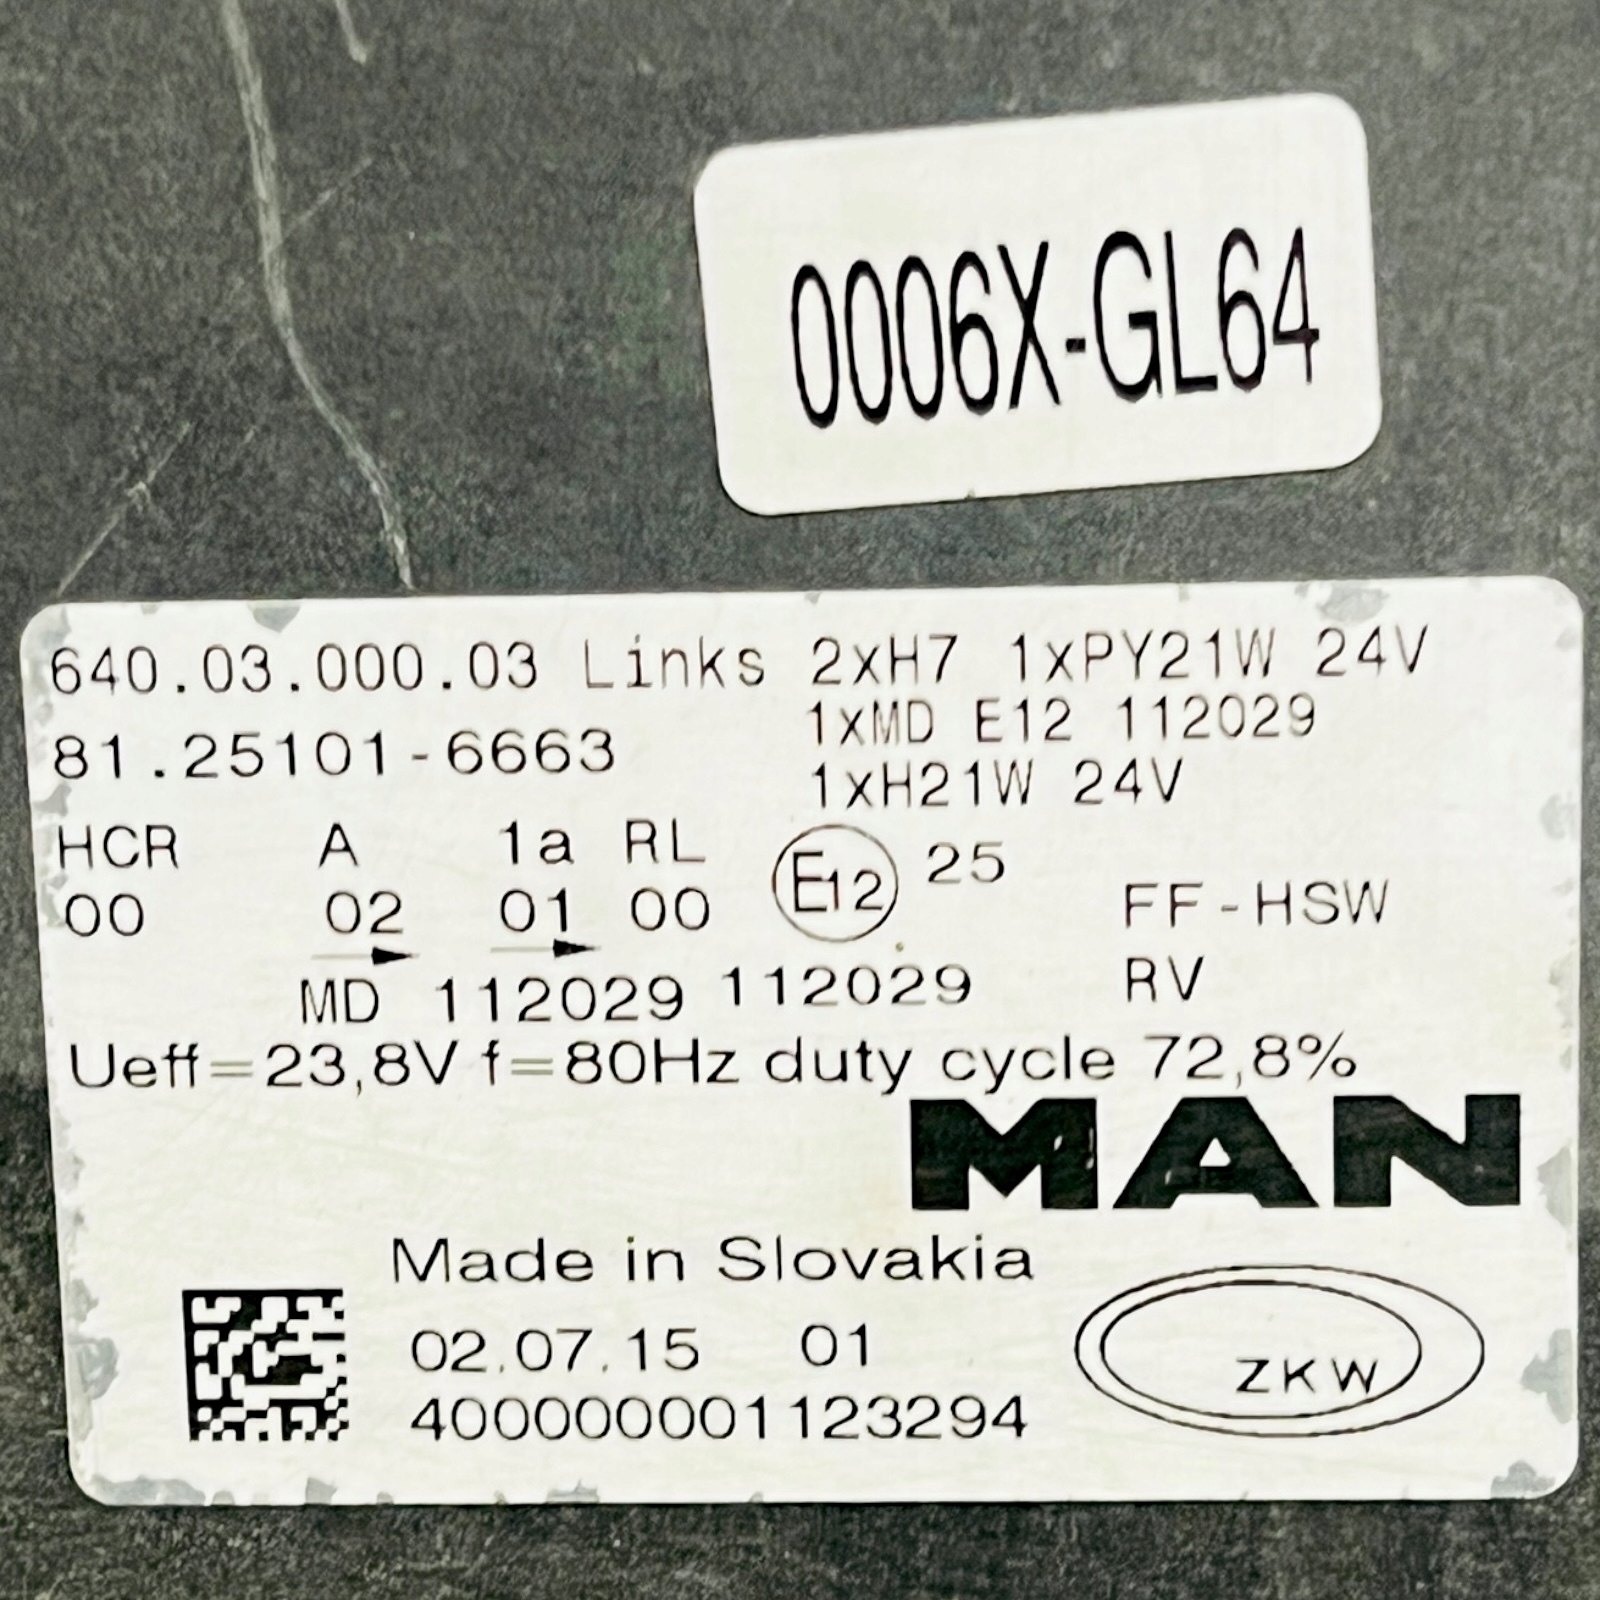 0006X-GL64
640.03.000.03 Links 2xH7 1xPY21W 24V
81.25101-6663 1xMD E12 112029
1xH21W 24V
HCR A 1a RL E12 25
00 02 01 00 FF-HSW
MD 112029 112029 RV
Ueff=23,8V f=80Hz duty cycle 72,8%
MAN
Made in Slovakia
02.07.15 01
400000001123294
ZKW